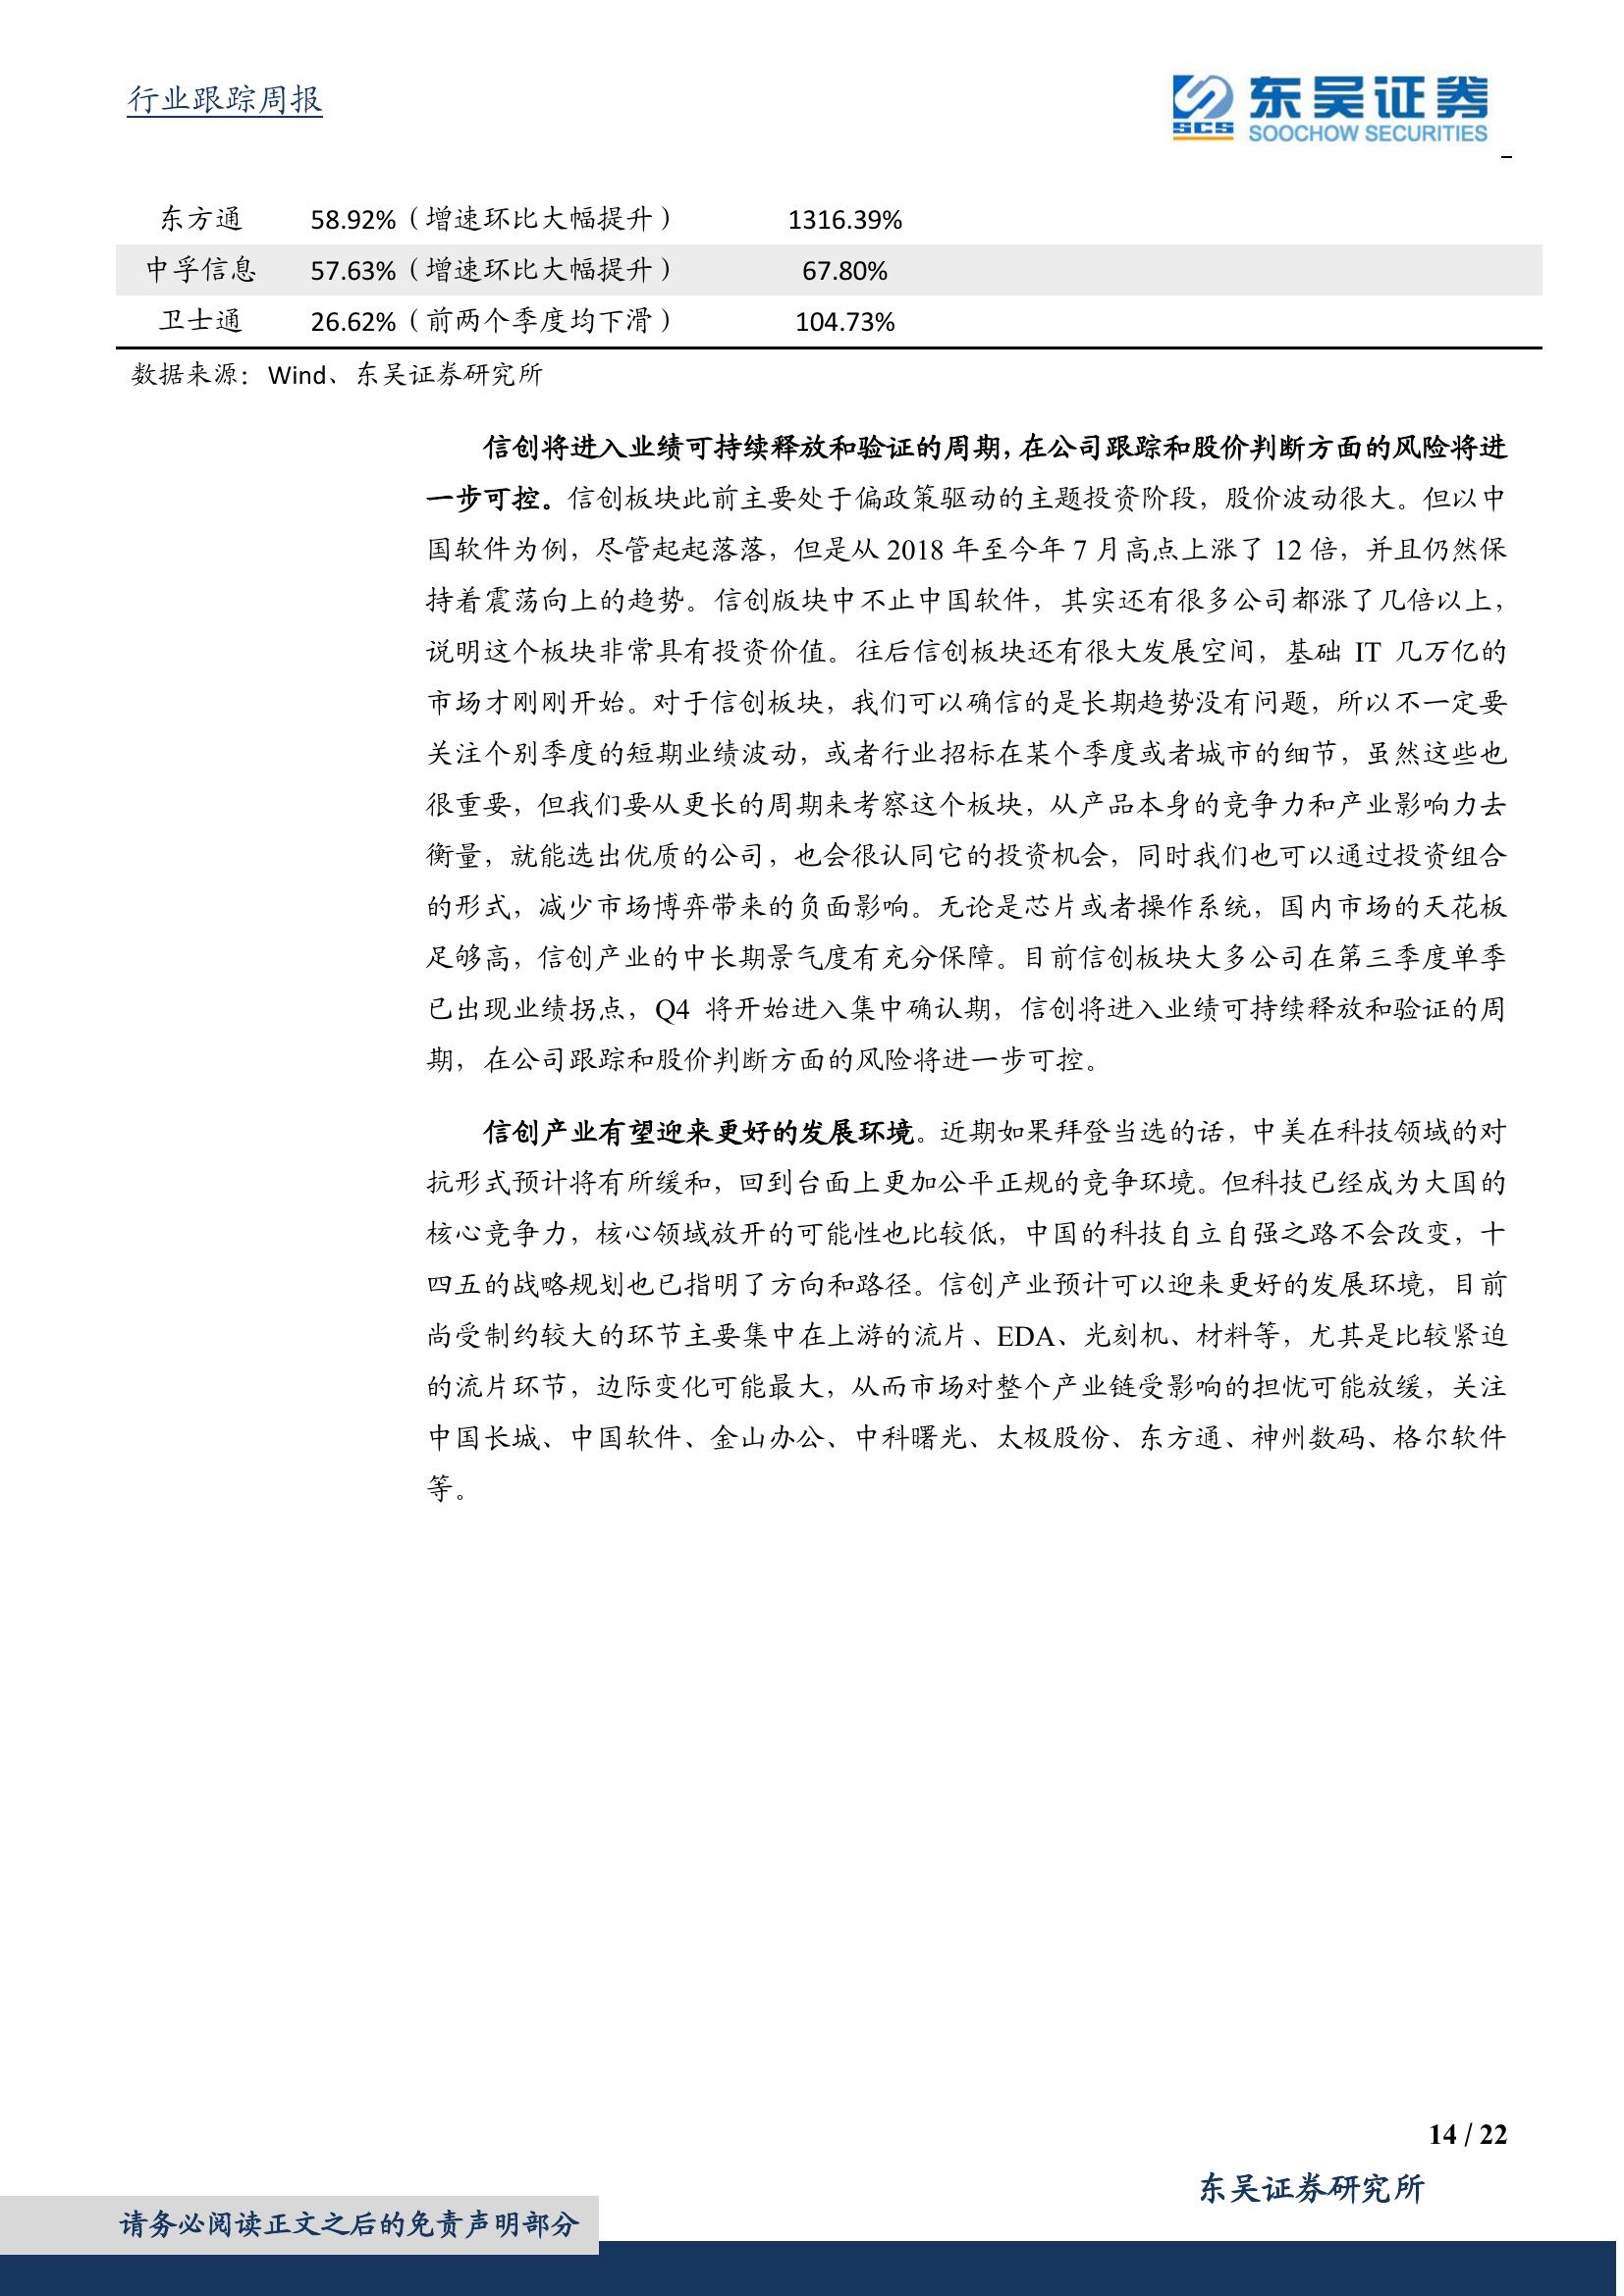 行业跟踪周报
东吴证券
SCS
SOOCHOW SECURITIES
东方通 58.92%（增速环比大幅提升） 1316.39%
中孚信息 57.63%（增速环比大幅提升） 67.80%
卫士通 26.62%（前两个季度均下滑） 104.73%
数据来源：Wind、东吴证券研究所
信创将进入业绩可持续释放和验证的周期，在公司跟踪和股价判断方面的风险将进
一步可控。信创板块此前主要处于偏政策驱动的主题投资阶段，股价波动很大。但以中
国软件为例，尽管起起落落，但是从 2018 年至今年 7 月高点上涨了 12 倍，并且仍然保
持着震荡向上的趋势。信创版块中不止中国软件，其实还有很多公司都涨了几倍以上，
说明这个板块非常具有投资价值。往后信创板块还有很大发展空间，基础 IT 几万亿的
市场才刚刚开始。对于信创板块，我们可以确信的是长期趋势没有问题，所以不一定要
关注个别季度的短期业绩波动，或者行业招标在某个季度或者城市的细节，虽然这些也
很重要，但我们要从更长的周期来考察这个板块，从产品本身的竞争力和产业影响力去
衡量，就能选出优质的公司，也会很认同它的投资机会，同时我们也可以通过投资组合
的形式，减少市场博弈带来的负面影响。无论是芯片或者操作系统，国内市场的天花板
足够高，信创产业的中长期景气度有充分保障。目前信创板块大多公司在第三季度单季
已出现业绩拐点，Q4 将开始进入集中确认期，信创将进入业绩可持续释放和验证的周
期，在公司跟踪和股价判断方面的风险将进一步可控。
信创产业有望迎来更好的发展环境。近期如果拜登当选的话，中美在科技领域的对
抗形式预计将有所缓和，回到台面上更加公平正规的竞争环境。但科技已经成为大国的
核心竞争力，核心领域放开的可能性也比较低，中国的科技自立自强之路不会改变，十
四五的战略规划也已指明了方向和路径。信创产业预计可以迎来更好的发展环境，目前
尚受制约较大的环节主要集中在上游的流片、EDA、光刻机、材料等，尤其是比较紧迫
的流片环节，边际变化可能最大，从而市场对整个产业链受影响的担忧可能放缓，关注
中国长城、中国软件、金山办公、中科曙光、太极股份、东方通、神州数码、格尔软件
等。
14 / 22
东吴证券研究所
请务必阅读正文之后的免责声明部分